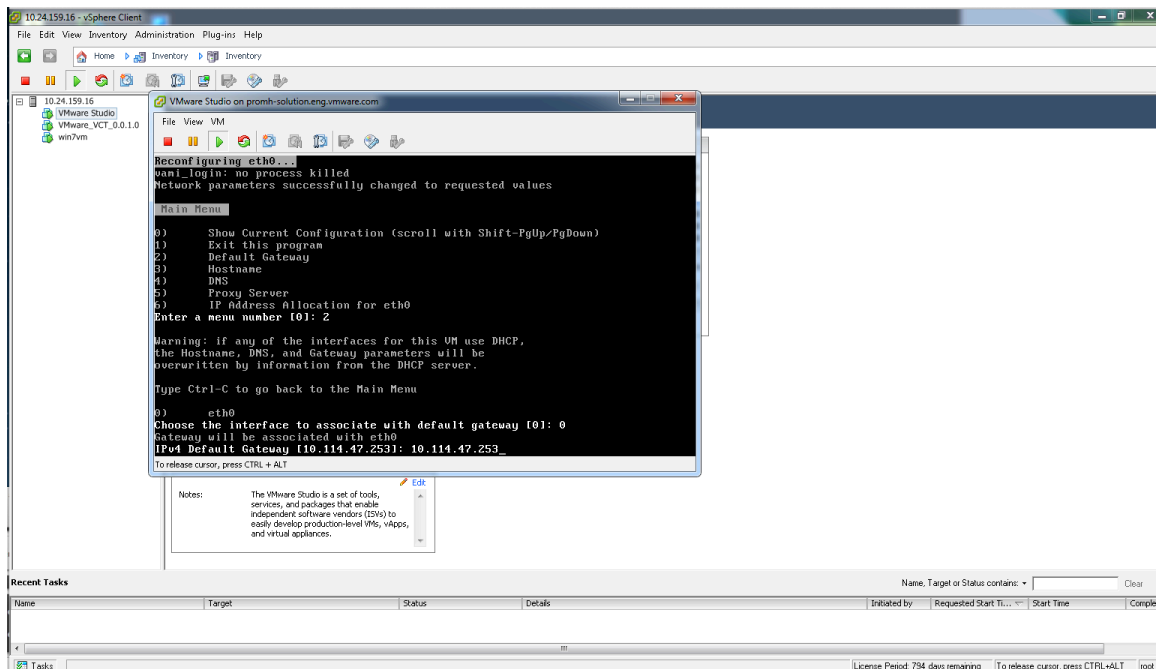 10.24.159.16 - vSphere Client
File Edit View Inventory Administration Plug-ins Help
Home Inventory Inventory
10.24.159.16
VMware Studio
VMware_VCT_0.0.1.0
win7vm
VMware Studio on promh-solution.eng.vmware.com
File View VM
Reconfiguring eth0...
vami_login: no process killed
Network parameters successfully changed to requested values
Main Menu
0) Show Current Configuration (scroll with Shift-PgUp/PgDown)
1) Exit this program
2) Default Gateway
3) Hostname
4) DNS
5) Proxy Server
6) IP Address Allocation for eth0
Enter a menu number [0]: 2
Warning: if any of the interfaces for this VM use DHCP,
the Hostname, DNS, and Gateway parameters will be
overwritten by information from the DHCP server.
Type Ctrl-C to go back to the Main Menu
0) eth0
Choose the interface to associate with default gateway [0]: 0
Gateway will be associated with eth0
IPv4 Default Gateway [10.114.47.253]: 10.114.47.253_
To release cursor, press CTRL + ALT
Edit
Notes: The VMware Studio is a set of tools,
services, and packages that enable
independent software vendors (ISVs) to
easily develop production-level VMs, vApps,
and virtual appliances.
Recent Tasks Name, Target or Status contains: Clear
Name Target Status Details Initiated by Requested Start Ti... Start Time Comple
Tasks License Period: 794 days remaining To release cursor, press CTRL+ALT root